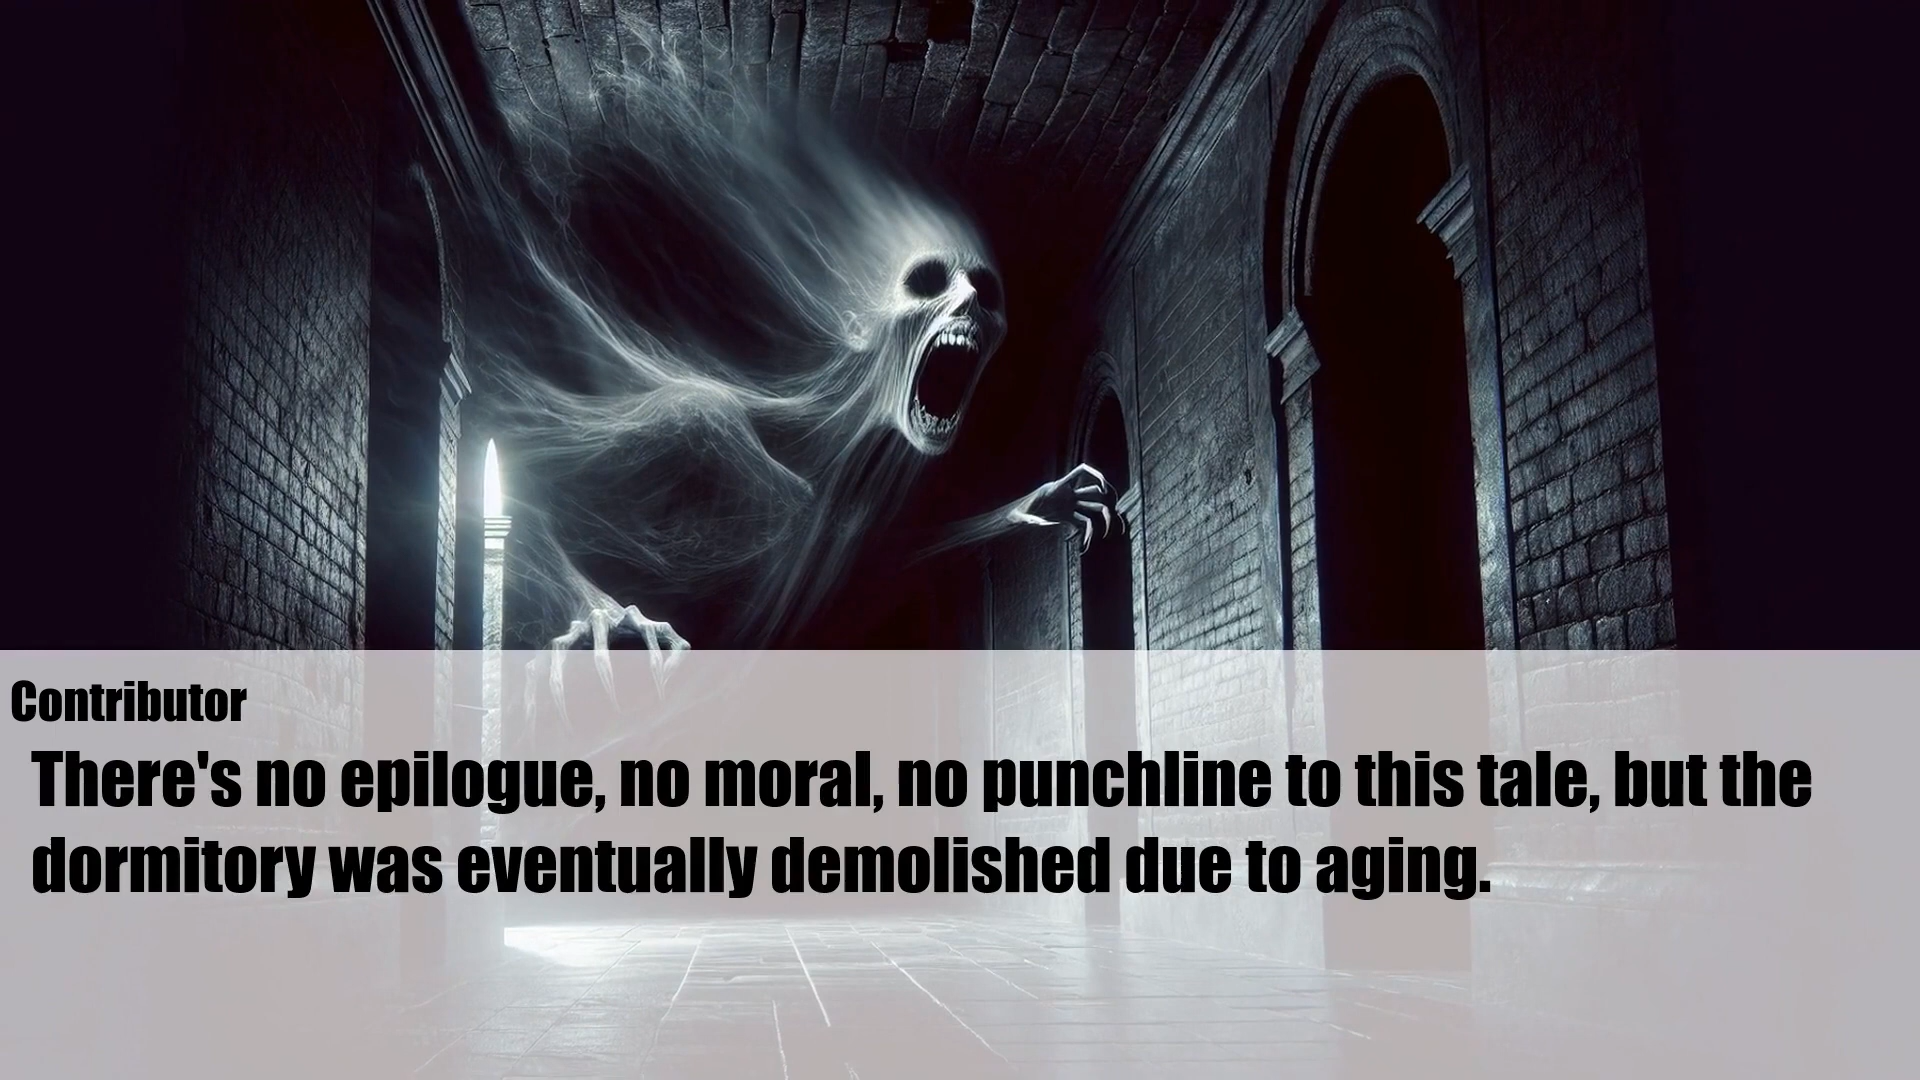 Contributor
There's no epilogue, no moral, no punchline to this tale, but the
dormitory was eventually demolished due to aging.